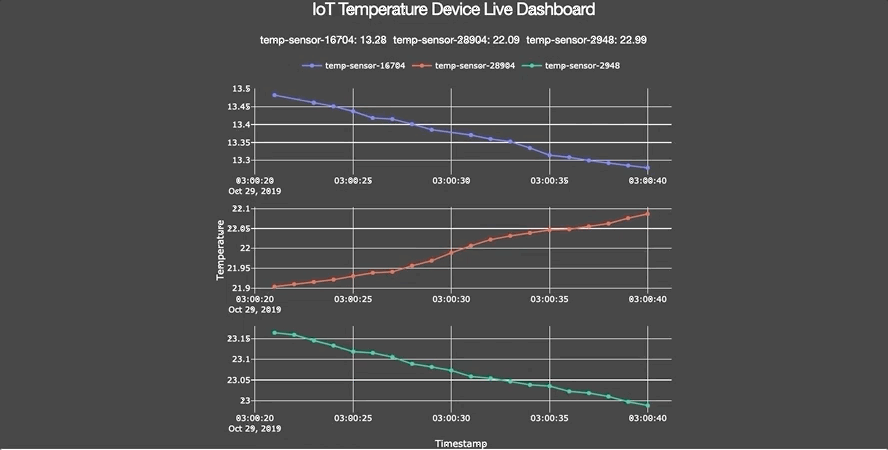 IoT Temperature Device Live Dashboard
temp-sensor-16704: 13.28 temp-sensor-28904: 22.09 temp-sensor-2948: 22.99
temp-sensor-16704 temp-sensor-28904 temp-sensor-2948
13.5
13.45
13.4
13.35
13.3
03:00:20 03:00:25 03:00:30 03:00:35 03:00:40
Oct 29, 2019
22.1
22.05
22
21.95
21.9
Temperature
03:00:20 03:00:25 03:00:30 03:00:35 03:00:40
Oct 29, 2019
23.15
23.1
23.05
23
03:00:20 03:00:25 03:00:30 03:00:35 03:00:40
Oct 29, 2019
Timestamp